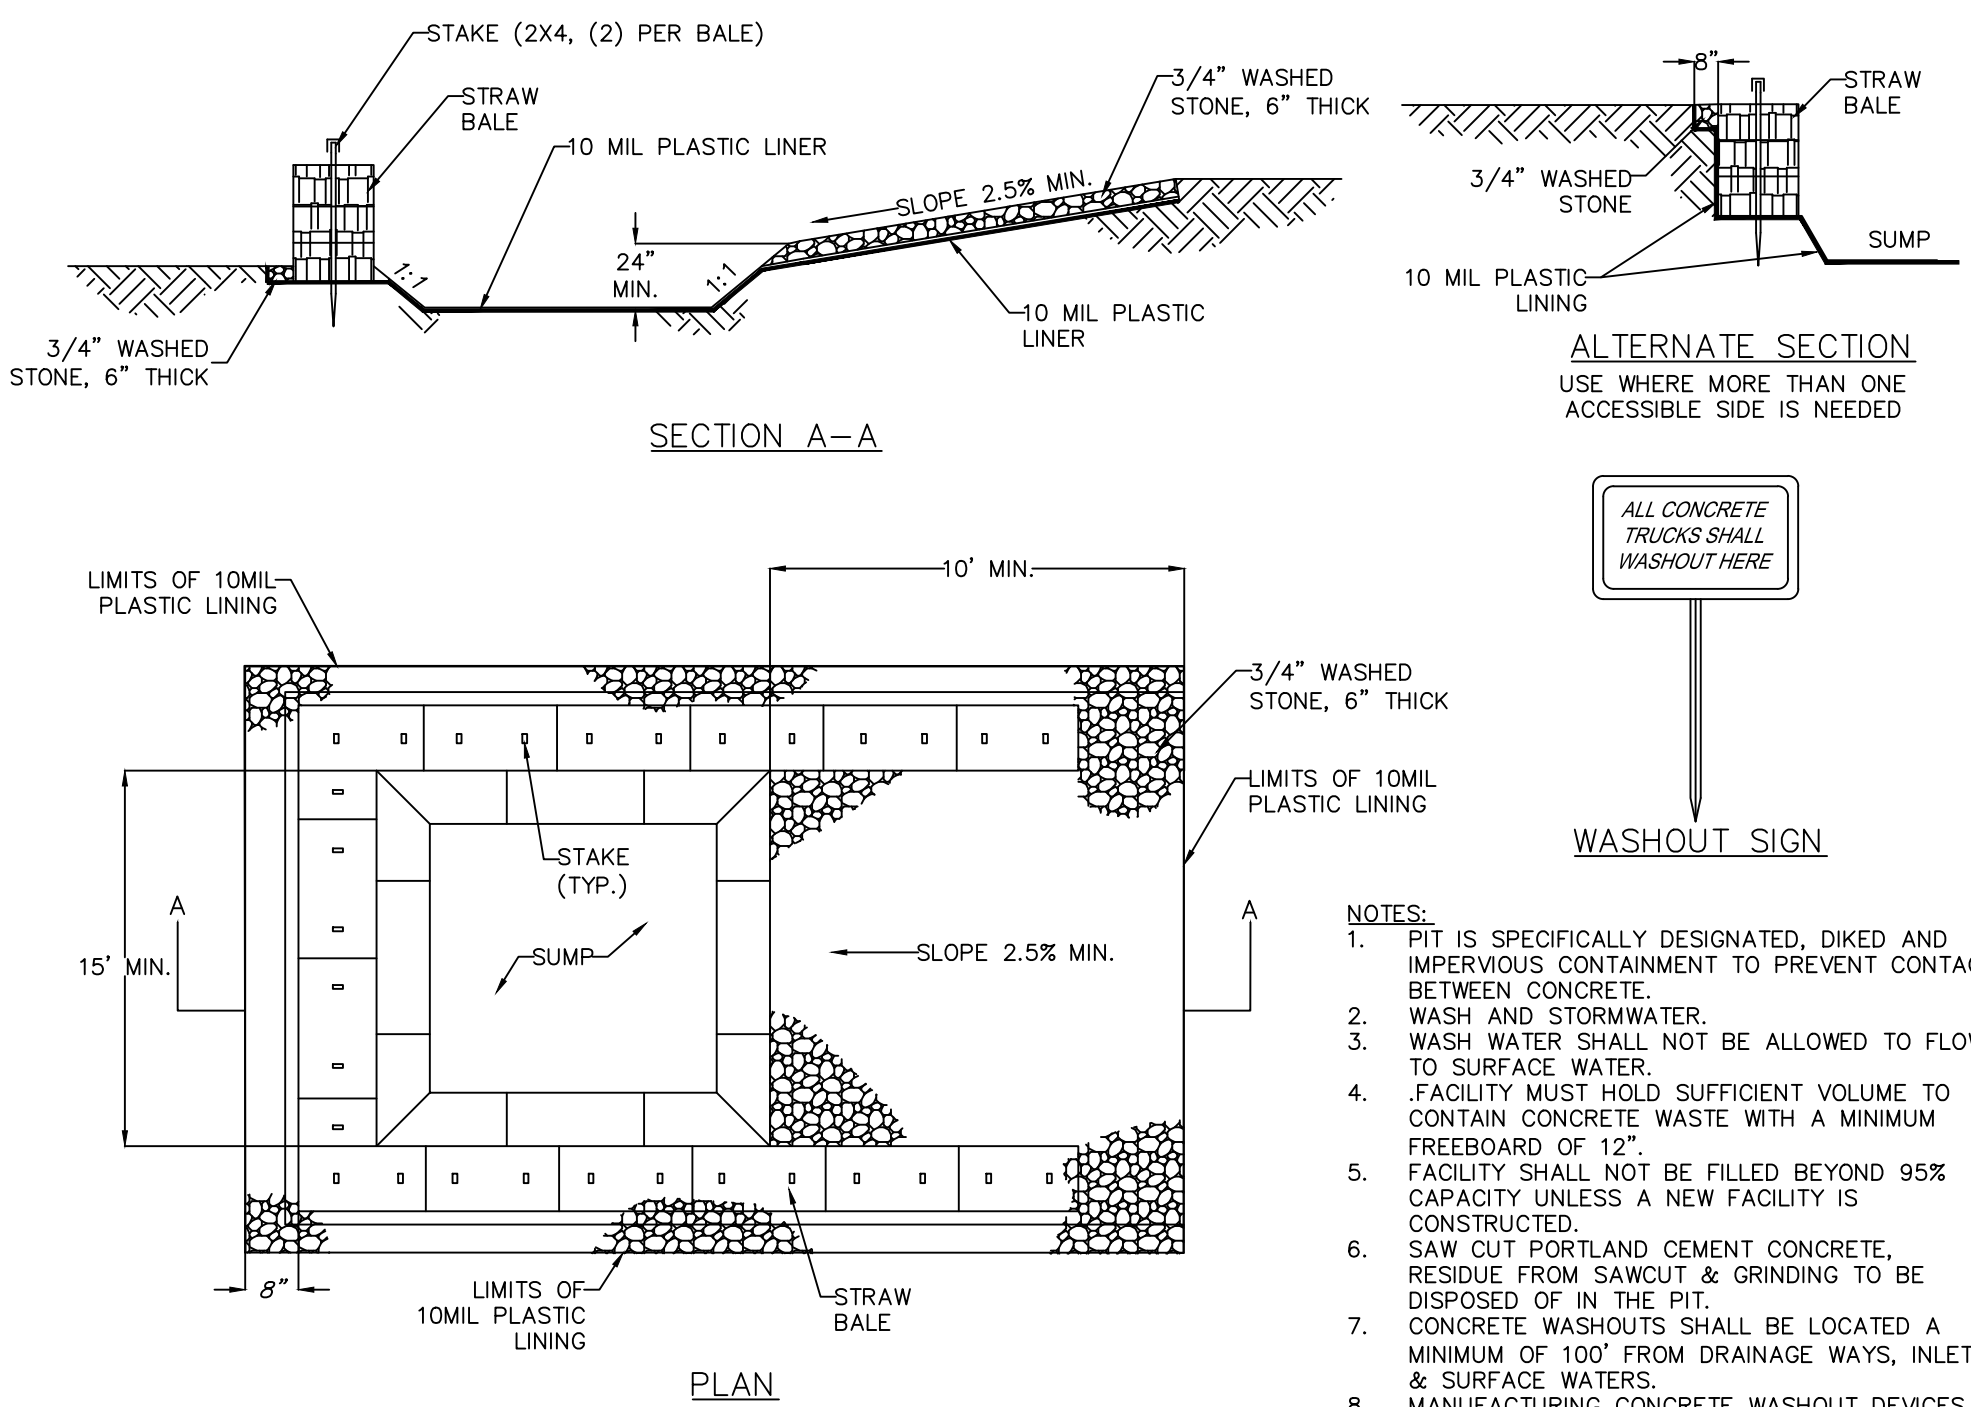 STAKE (2X4, (2) PER BALE)
STRAW
BALE
10 MIL PLASTIC LINER
3/4" WASHED
STONE, 6" THICK
SLOPE 2.5% MIN.
1:1
24"
MIN.
1:1
10 MIL PLASTIC
LINER
3/4" WASHED
STONE, 6" THICK
SECTION A-A
8"
STRAW
BALE
3/4" WASHED
STONE
SUMP
10 MIL PLASTIC
LINING
ALTERNATE SECTION
USE WHERE MORE THAN ONE
ACCESSIBLE SIDE IS NEEDED
ALL CONCRETE
TRUCKS SHALL
WASHOUT HERE
WASHOUT SIGN
LIMITS OF 10MIL
PLASTIC LINING
10' MIN.
3/4" WASHED
STONE, 6" THICK
LIMITS OF 10MIL
PLASTIC LINING
STAKE
(TYP.)
A
A
15' MIN.
SUMP
SLOPE 2.5% MIN.
8"
LIMITS OF
10MIL PLASTIC
LINING
STRAW
BALE
PLAN
NOTES:
1. PIT IS SPECIFICALLY DESIGNATED, DIKED AND
IMPERVIOUS CONTAINMENT TO PREVENT
BETWEEN CONCRETE.
2. WASH AND STORMWATER.
3. WASH WATER SHALL NOT BE ALLOWED TO
TO SURFACE WATER.
4. .FACILITY MUST HOLD SUFFICIENT VOLUME TO
CONTAIN CONCRETE WASTE WITH A MINIMUM
FREEBOARD OF 12".
5. FACILITY SHALL NOT BE FILLED BEYOND 95%
CAPACITY UNLESS A NEW FACILITY IS
CONSTRUCTED.
6. SAW CUT PORTLAND CEMENT CONCRETE,
RESIDUE FROM SAWCUT & GRINDING TO BE
DISPOSED OF IN THE PIT.
7. CONCRETE WASHOUTS SHALL BE LOCATED A
MINIMUM OF 100' FROM DRAINAGE WAYS, INLET
& SURFACE WATERS.
8. MANUFACTURING CONCRETE WASHOUT DEVICES